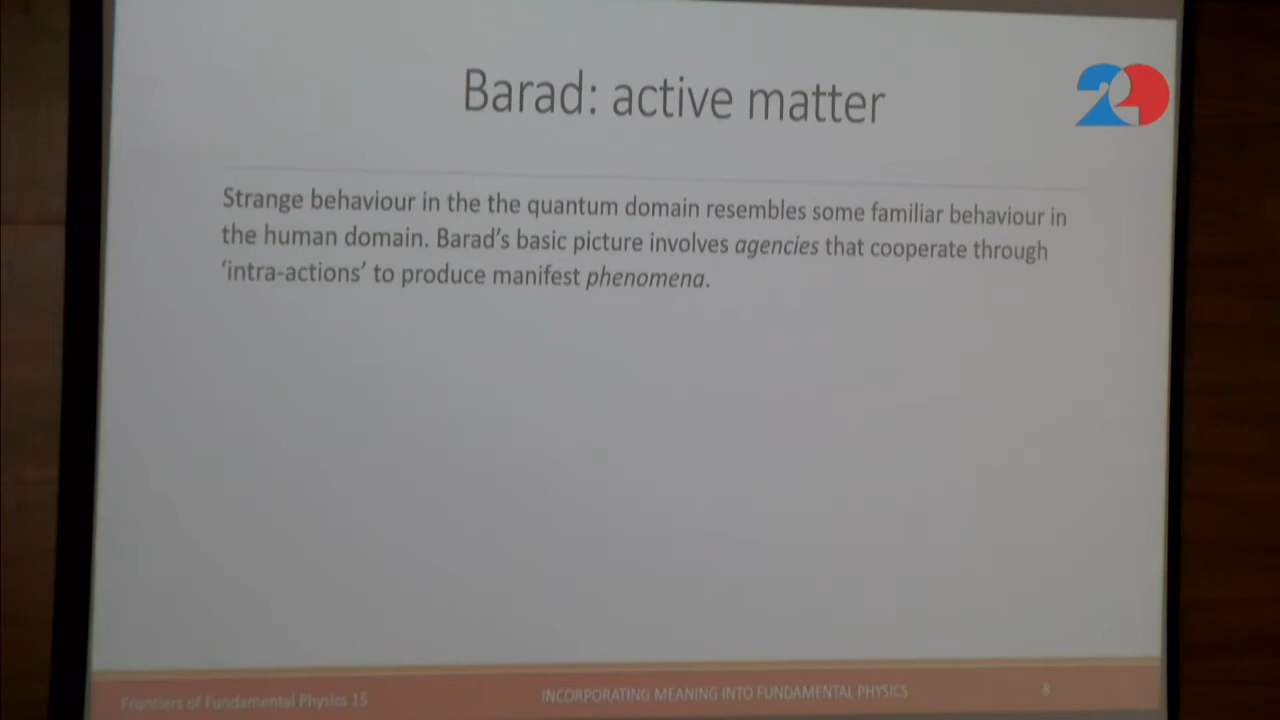 Barad: active matter
20
Strange behaviour in the the quantum domain resembles some familiar behaviour in
the human domain. Barad's basic picture involves agencies that cooperate through
‘intra-actions’ to produce manifest phenomena.
Frontiers of Fundamental Physics 15
INCORPORATING MEANING INTO FUNDAMENTAL PHYSICS
8